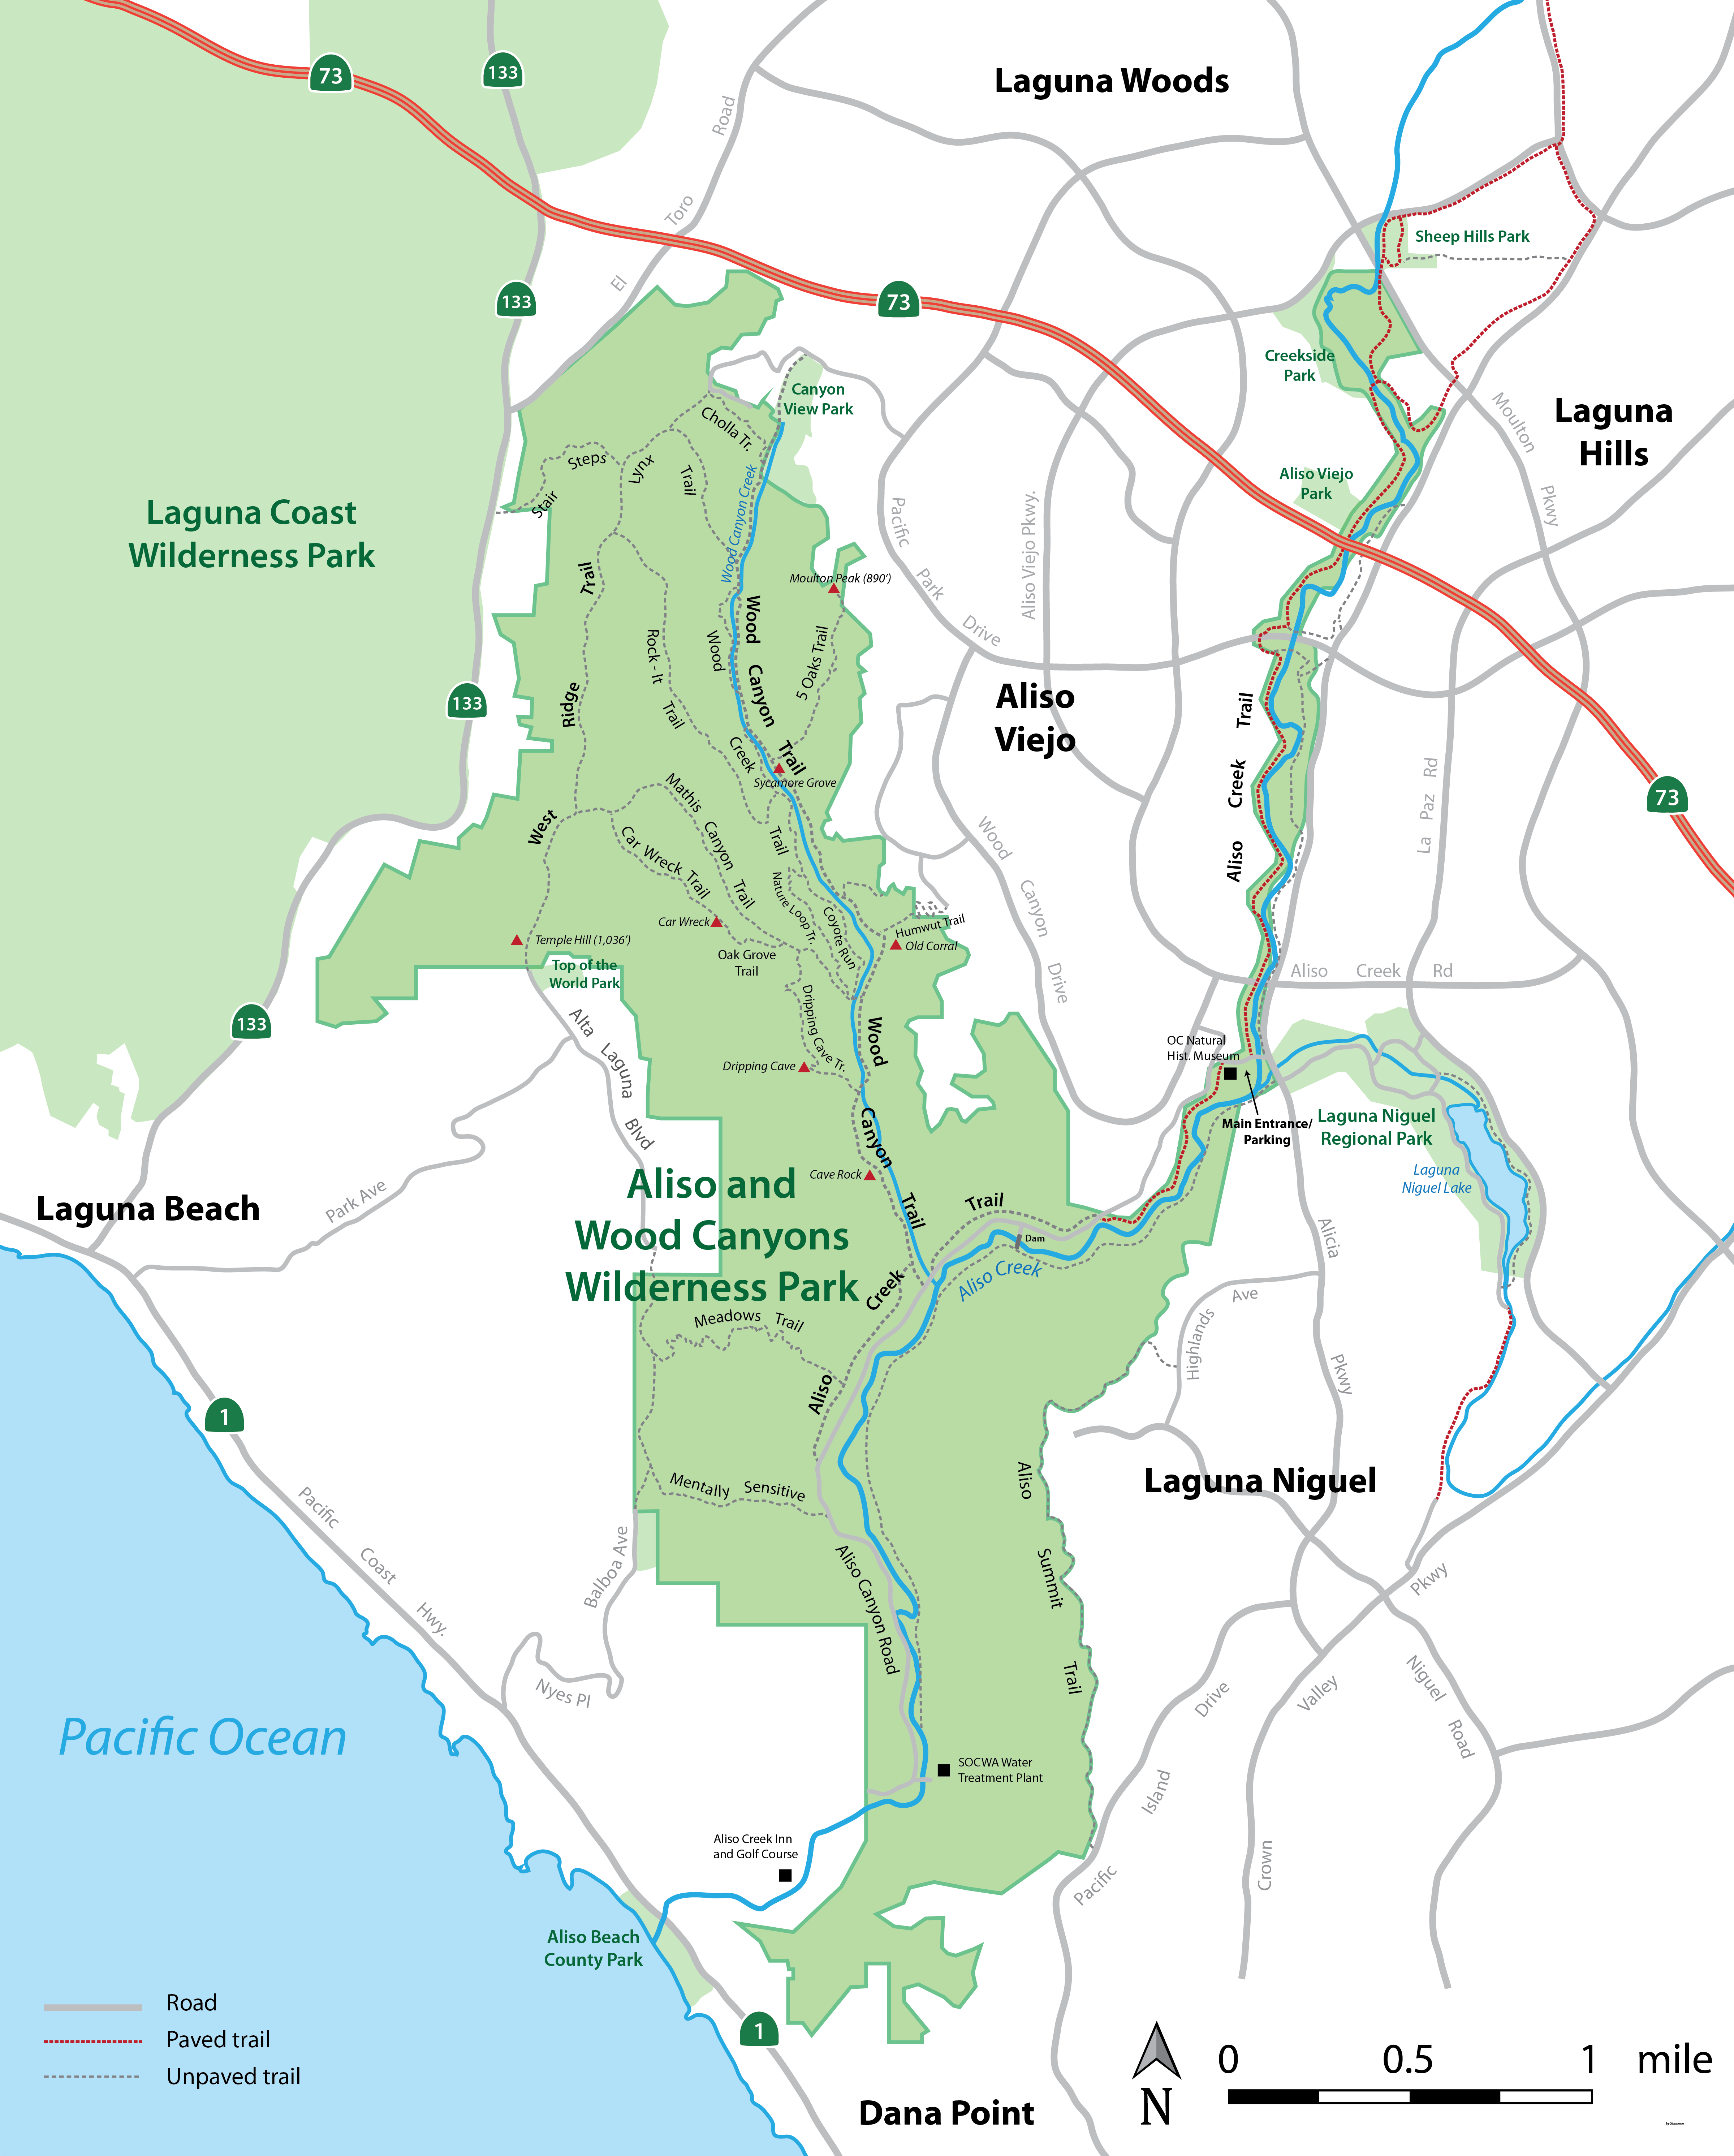 73
133
Road
Toro
El
Laguna Woods
Sheep Hills Park
133
73
Creekside
Park
Canyon
View Park
Cholla Tr.
Moulton
Pkwy
Laguna
Hills
Steps
Stair
Lynx
Trail
Wood Canyon Creek
Aliso Viejo
Park
Laguna Coast
Wilderness Park
Pacific
Park
Drive
Aliso Viejo Pkwy.
Moulton Peak (890')
West
Ridge
Trail
Rock - It
Trail
Wood
Creek
Trail
Wood
Canyon
Trail
5 Oaks Trail
133
Aliso
Viejo
Aliso
Creek
Trail
La Paz Rd
73
Sycamore Grove
Mathis
Canyon
Trail
Car Wreck Trail
Wood
Canyon
Drive
Nature Loop Tr.
Coyote Run
Car Wreck
Humwut Trail
Old Corral
Temple Hill (1,036')
Oak Grove
Trail
Top of the
World Park
Aliso Creek Rd
133
Alta
Laguna
Blvd
Dripping Cave Tr.
Dripping Cave
Wood
Canyon
Trail
OC Natural
Hist. Museum
Main Entrance/
Parking
Laguna Niguel
Regional Park
Laguna
Niguel Lake
Cave Rock
Laguna Beach
Park Ave
Aliso and
Wood Canyons
Wilderness Park
Aliso
Creek
Trail
Dam
Aliso Creek
Alicia
Pkwy
Highlands
Ave
Meadows Trail
1
Pacific
Coast
Hwy.
Mentally Sensitive
Laguna Niguel
Aliso
Summit
Trail
Balboa Ave
Aliso Canyon Road
Nyes Pl
Pacific Ocean
Pacific
Island
Drive
Crown
Valley
Pkwy
Niguel
Road
SOCWA Water
Treatment Plant
Aliso Creek Inn
and Golf Course
Aliso Beach
County Park
1
Road
Paved trail
Unpaved trail
Dana Point
N
0 0.5 1 mile